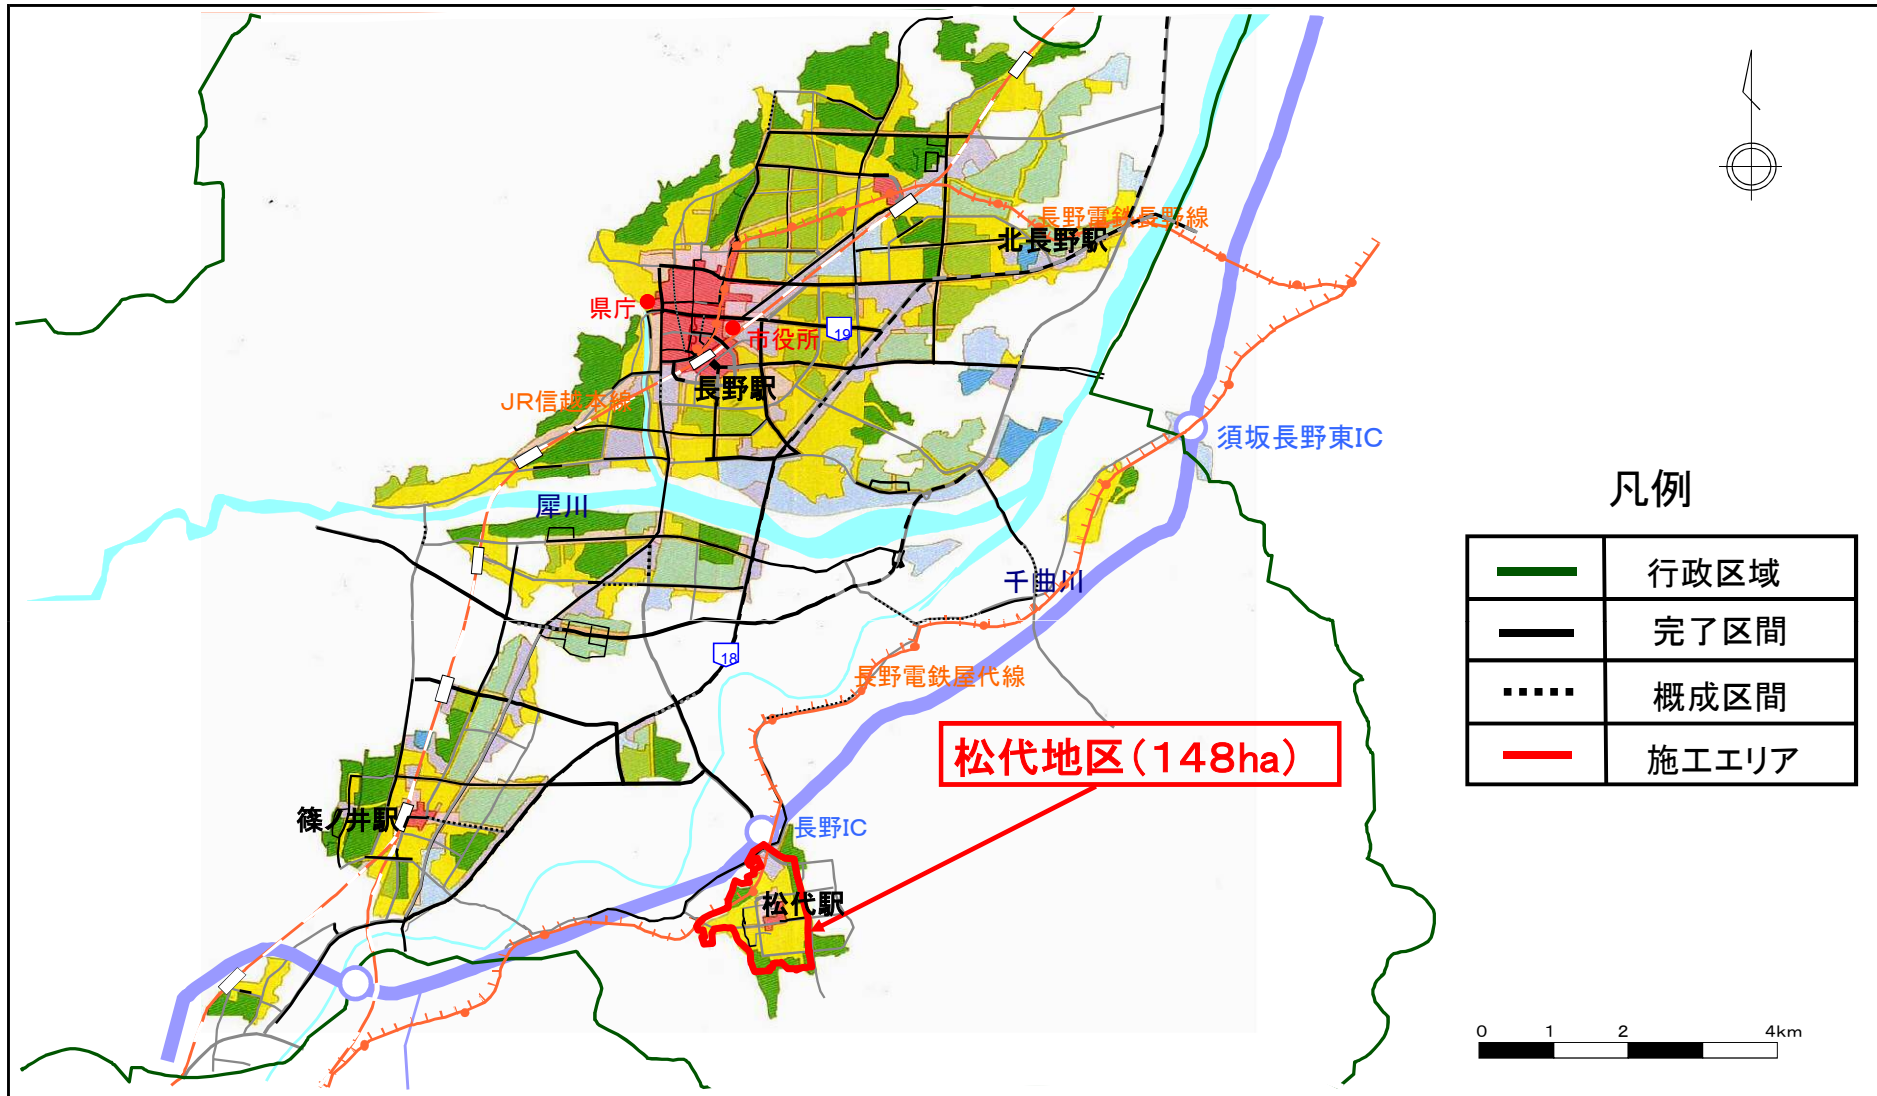 長野電鉄長野線
北長野駅
県庁
19
市役所
長野駅
JR信越本線
須坂長野東IC
犀川
千曲川
18
長野電鉄屋代線
松代地区(148ha)
篠ノ井駅
長野IC
松代駅
凡例
行政区域
完了区間
概成区間
施工エリア
0 1 2 4km